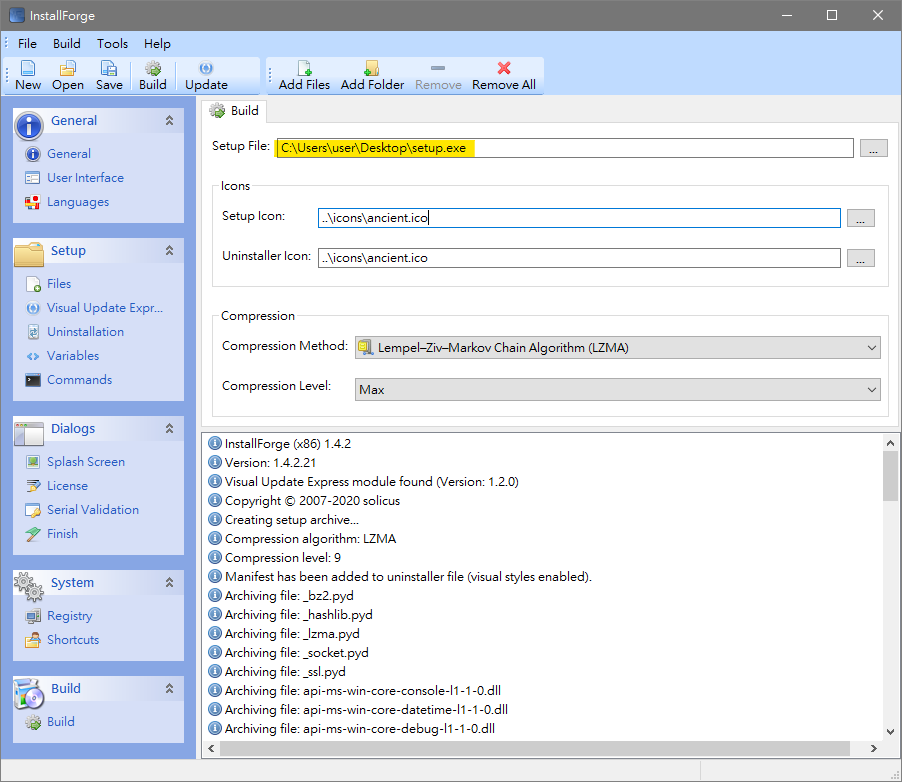 InstallForge
File Build Tools Help
New Open Save Build Update Add Files Add Folder Remove Remove All
General
General
User Interface
Languages
Setup
Files
Visual Update Expr...
Uninstallation
Variables
Commands
Dialogs
Splash Screen
License
Serial Validation
Finish
System
Registry
Shortcuts
Build
Build
Build
Setup File: C:\Users\user\Desktop\setup.exe ...
Icons
Setup Icon: ..\icons\ancient.ico ...
Uninstaller Icon: ..\icons\ancient.ico ...
Compression
Compression Method: Lempel–Ziv–Markov Chain Algorithm (LZMA)
Compression Level: Max
InstallForge (x86) 1.4.2
Version: 1.4.2.21
Visual Update Express module found (Version: 1.2.0)
Copyright © 2007-2020 solicus
Creating setup archive...
Compression algorithm: LZMA
Compression level: 9
Manifest has been added to uninstaller file (visual styles enabled).
Archiving file: _bz2.pyd
Archiving file: _hashlib.pyd
Archiving file: _lzma.pyd
Archiving file: _socket.pyd
Archiving file: _ssl.pyd
Archiving file: api-ms-win-core-console-l1-1-0.dll
Archiving file: api-ms-win-core-datetime-l1-1-0.dll
Archiving file: api-ms-win-core-debug-l1-1-0.dll